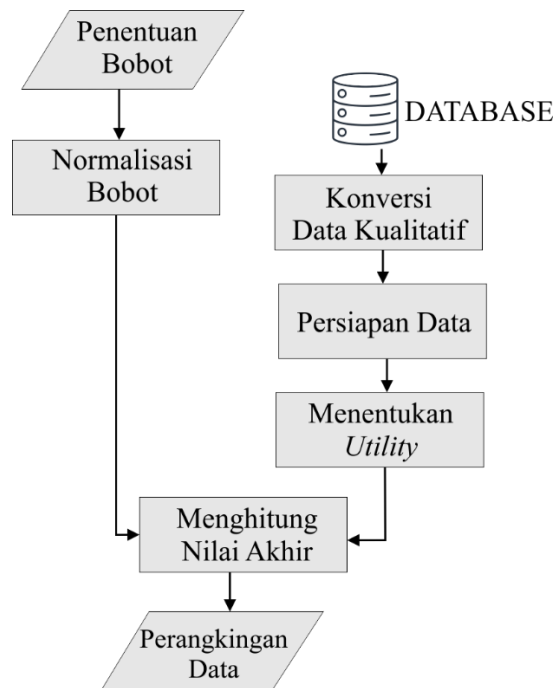 Penentuan
Bobot
Normalisasi
Bobot
DATABASE
Konversi
Data Kualitatif
Persiapan Data
Menentukan
Utility
Menghitung
Nilai Akhir
Perangkingan
Data